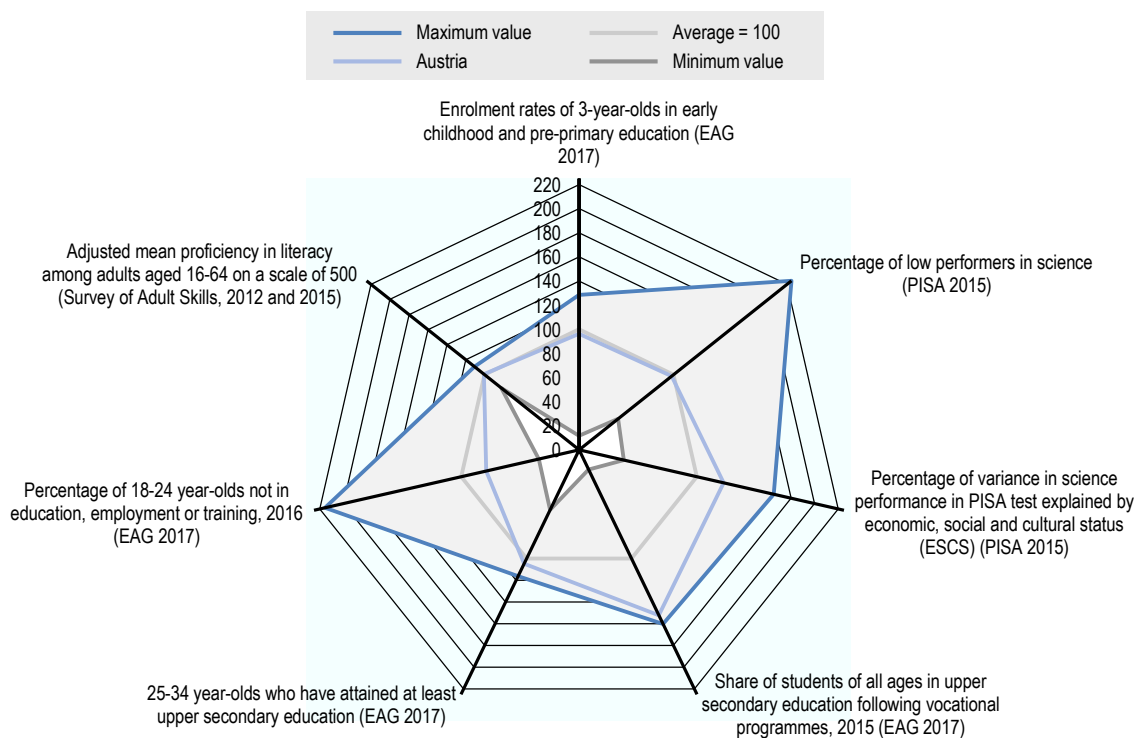 Maximum value
Average = 100
Austria
Minimum value
Enrolment rates of 3-year-olds in early
childhood and pre-primary education (EAG
2017)
220
200
180
160
140
120
100
80
60
40
20
0
Percentage of low performers in science
(PISA 2015)
Percentage of variance in science
performance in PISA test explained by
economic, social and cultural status
(ESCS) (PISA 2015)
Share of students of all ages in upper
secondary education following vocational
programmes, 2015 (EAG 2017)
25-34 year-olds who have attained at least
upper secondary education (EAG 2017)
Percentage of 18-24 year-olds not in
education, employment or training, 2016
(EAG 2017)
Adjusted mean proficiency in literacy
among adults aged 16-64 on a scale of 500
(Survey of Adult Skills, 2012 and 2015)